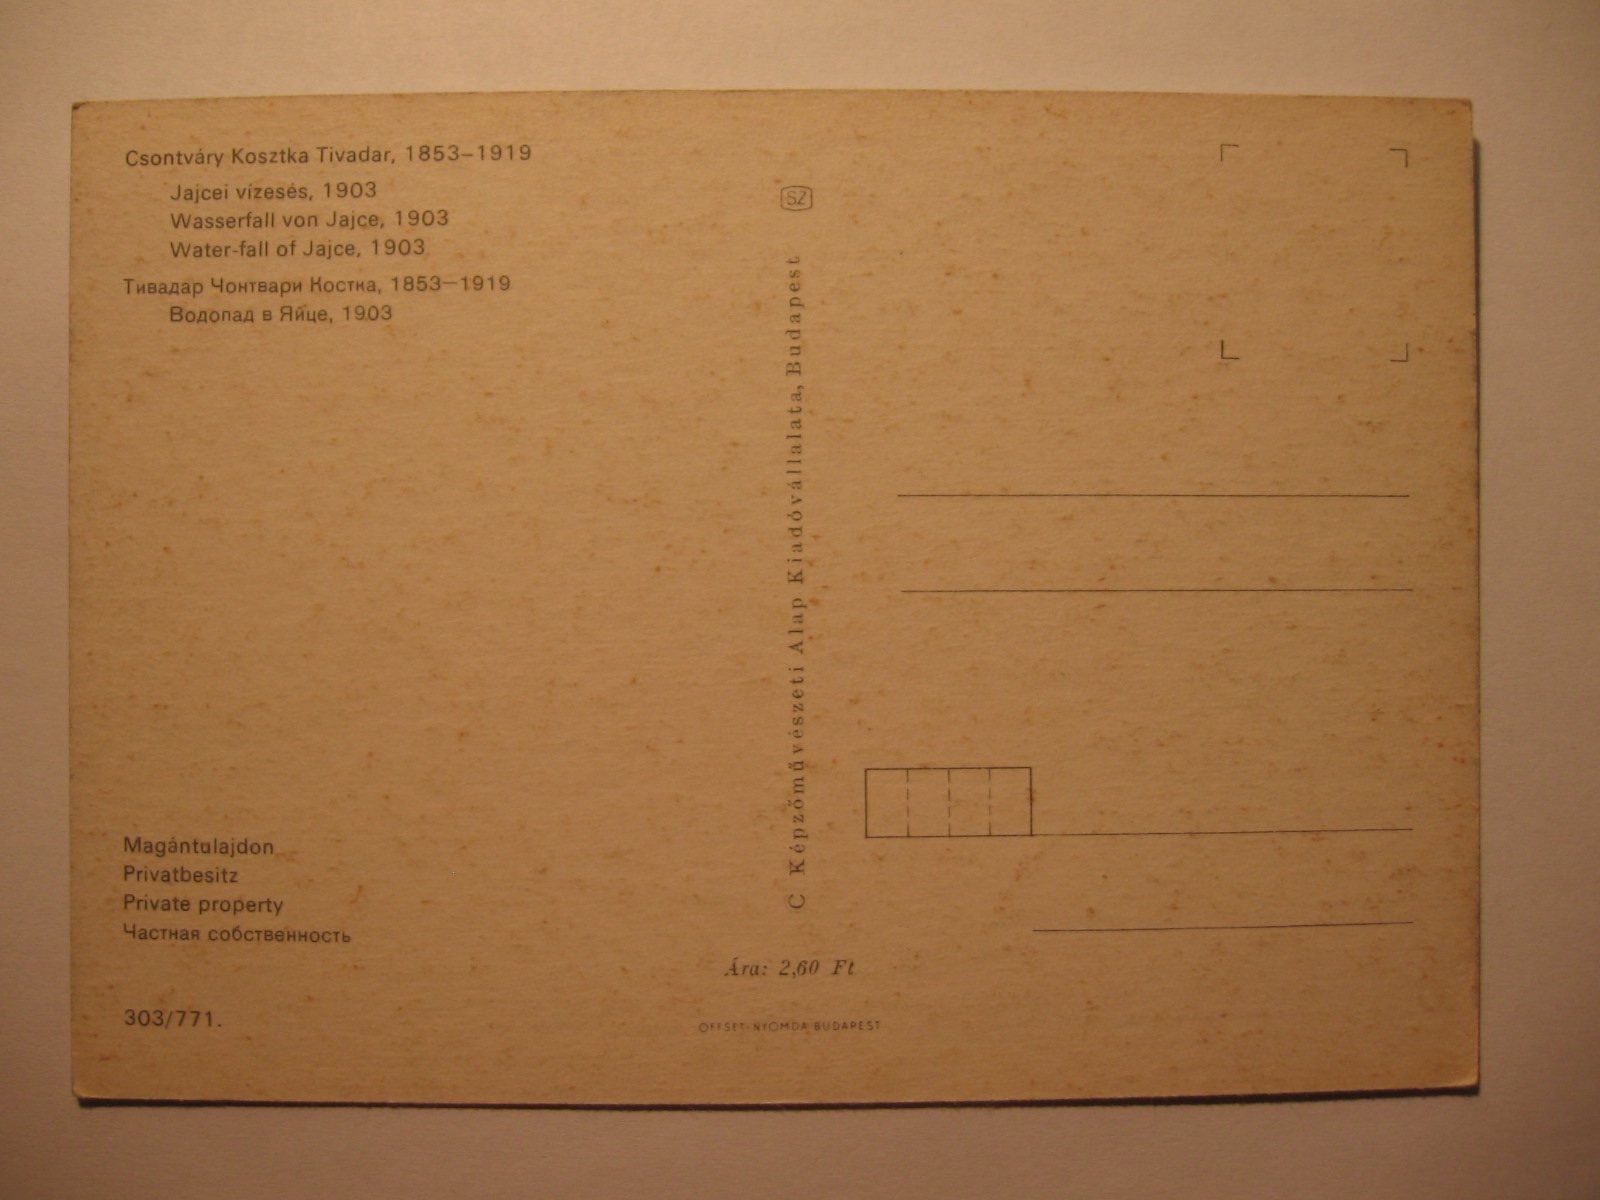 Csontváry Kosztka Tivadar, 1853–1919
Jajcei vízesés, 1903
Wasserfall von Jajce, 1903
Water-fall of Jajce, 1903
Тивадар Чонтвари Костка, 1853—1919
Водопад в Яйце, 1903
Magántulajdon
Privatbesitz
Private property
Частная собственность
303/771.
SZ
C Képzőművészeti Alap Kiadóvállalata, Budapest
Ára: 2,60 Ft
OFFSET-NYOMDA BUDAPEST